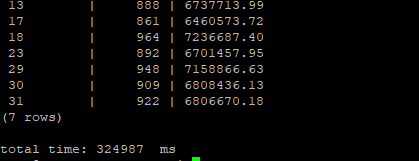 13 | 888 | 6737713.99
17 | 861 | 6460573.72
18 | 964 | 7236687.40
23 | 892 | 6701457.95
29 | 948 | 7158866.63
30 | 909 | 6808436.13
31 | 922 | 6806670.18
(7 rows)
total time: 324987 ms